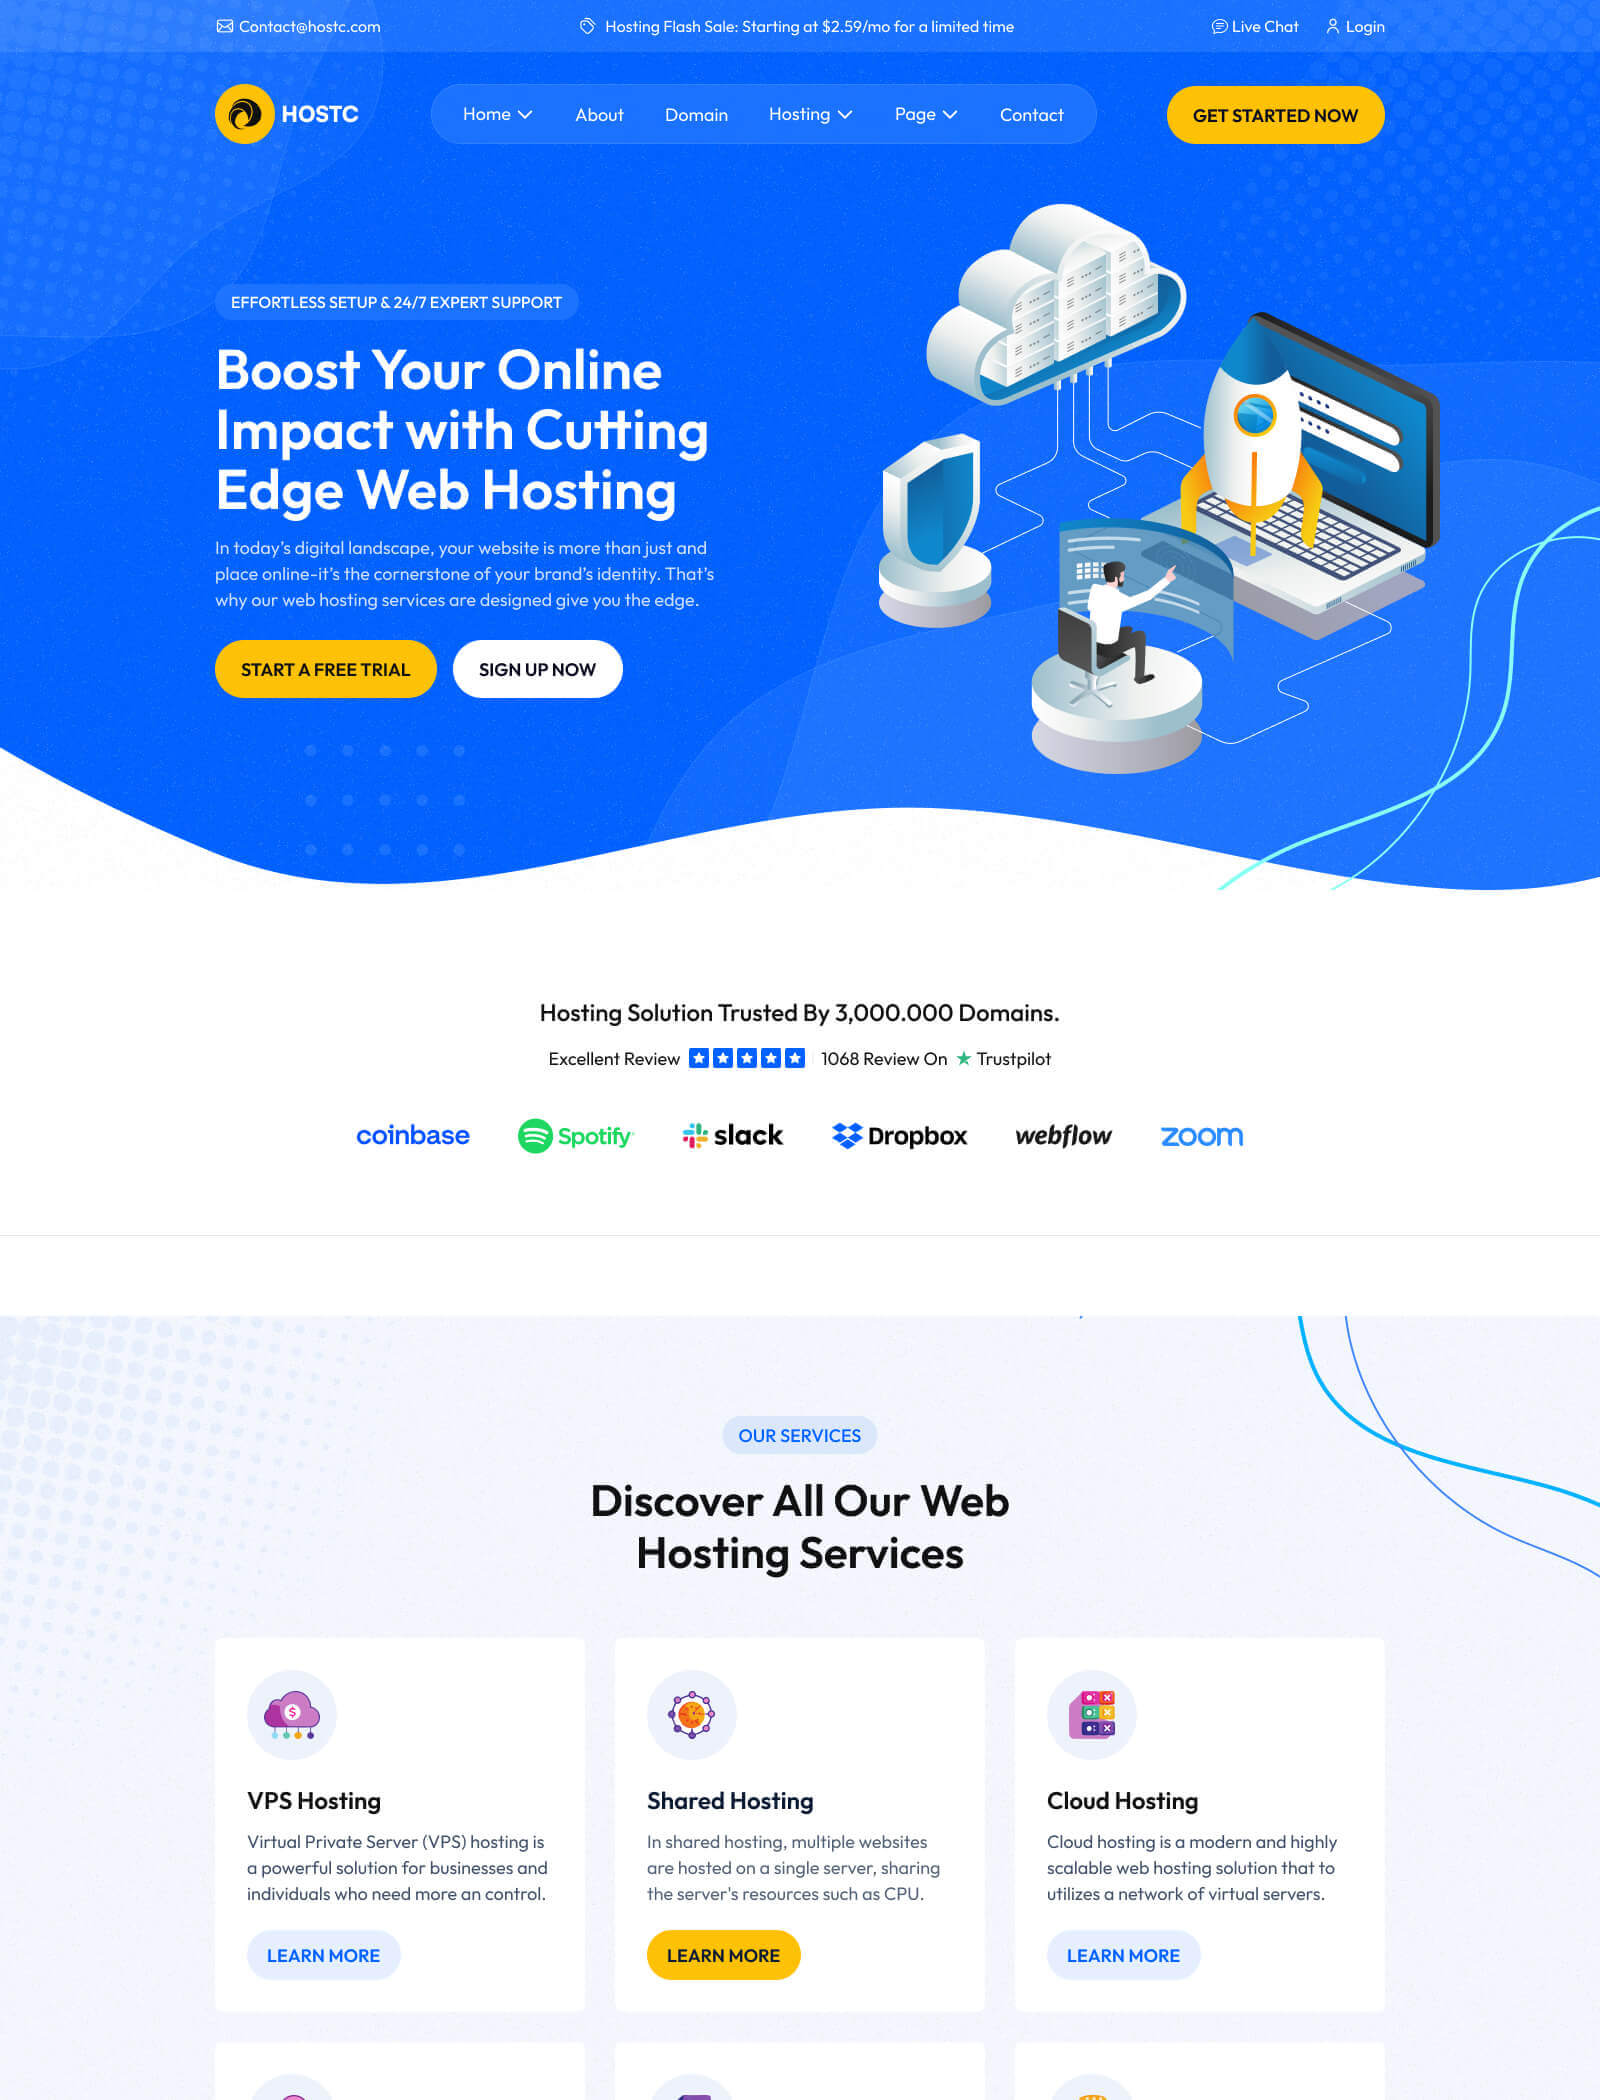 Contact@hostc.com
Hosting Flash Sale: Starting at $2.59/mo for a limited time
Live Chat
Login
HOSTC
Home
About
Domain
Hosting
Page
Contact
GET STARTED NOW
EFFORTLESS SETUP & 24/7 EXPERT SUPPORT
Boost Your Online
Impact with Cutting
Edge Web Hosting
In today's digital landscape, your website is more than just and
place online-it's the cornerstone of your brand's identity. That's
why our web hosting services are designed give you the edge.
START A FREE TRIAL
SIGN UP NOW
Hosting Solution Trusted By 3,000.000 Domains.
Excellent Review
1068 Review On
Trustpilot
coinbase
Spotify
slack
Dropbox
webflow
zoom
OUR SERVICES
Discover All Our Web
Hosting Services
VPS Hosting
Virtual Private Server (VPS) hosting is
a powerful solution for businesses and
individuals who need more an control.
LEARN MORE
Shared Hosting
In shared hosting, multiple websites
are hosted on a single server, sharing
the server's resources such as CPU.
LEARN MORE
Cloud Hosting
Cloud hosting is a modern and highly
scalable web hosting solution that to
utilizes a network of virtual servers.
LEARN MORE